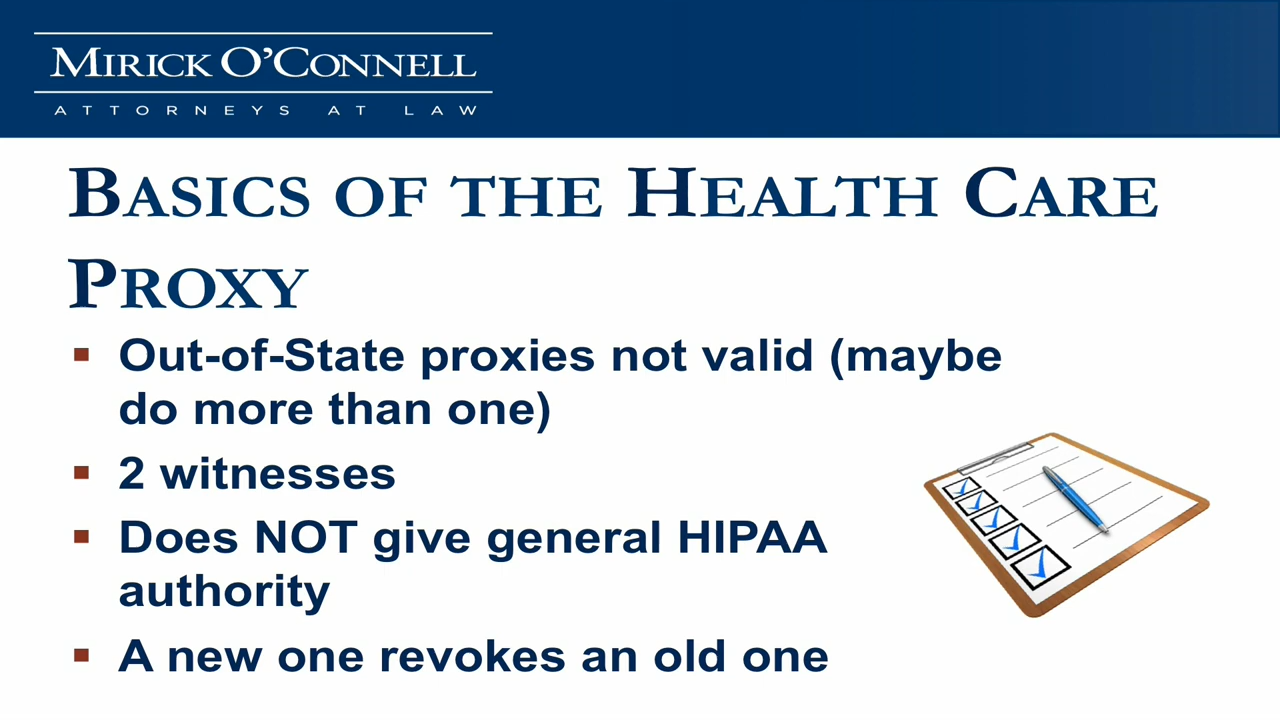 MIRICK O'CONNELL
ATTORNEYS AT LAW
BASICS OF THE HEALTH CARE
PROXY
Out-of-State proxies not valid (maybe
do more than one)
2 witnesses
Does NOT give general HIPAA
authority
A new one revokes an old one